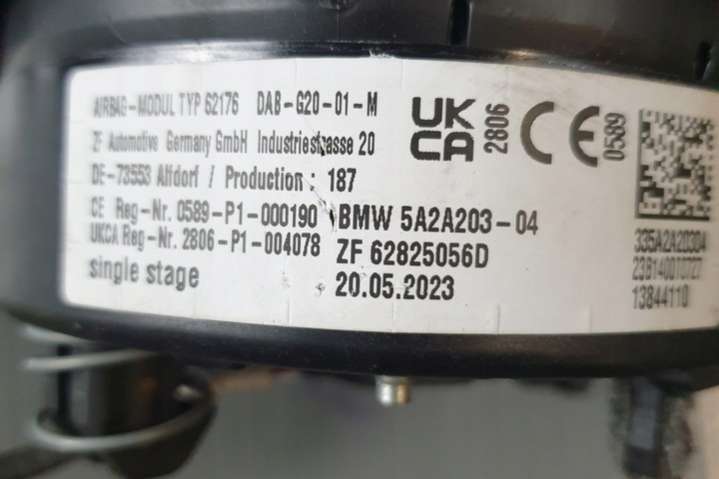 AIRBAG-MODUL TYP 62176 DAB-G20-01-M
ZF Automotive Germany GmbH Industriestrasse 20
DE-73553 Alfdorf / Production: 187
CE Reg-Nr. 0589-P1-000190
UKCA Reg-Nr. 2806-P1-004078
single stage
BMW 5A2A203-04
ZF 62825056D
20.05.2023
UK
CA
2806
CE
0589
335A2A20304
13844110